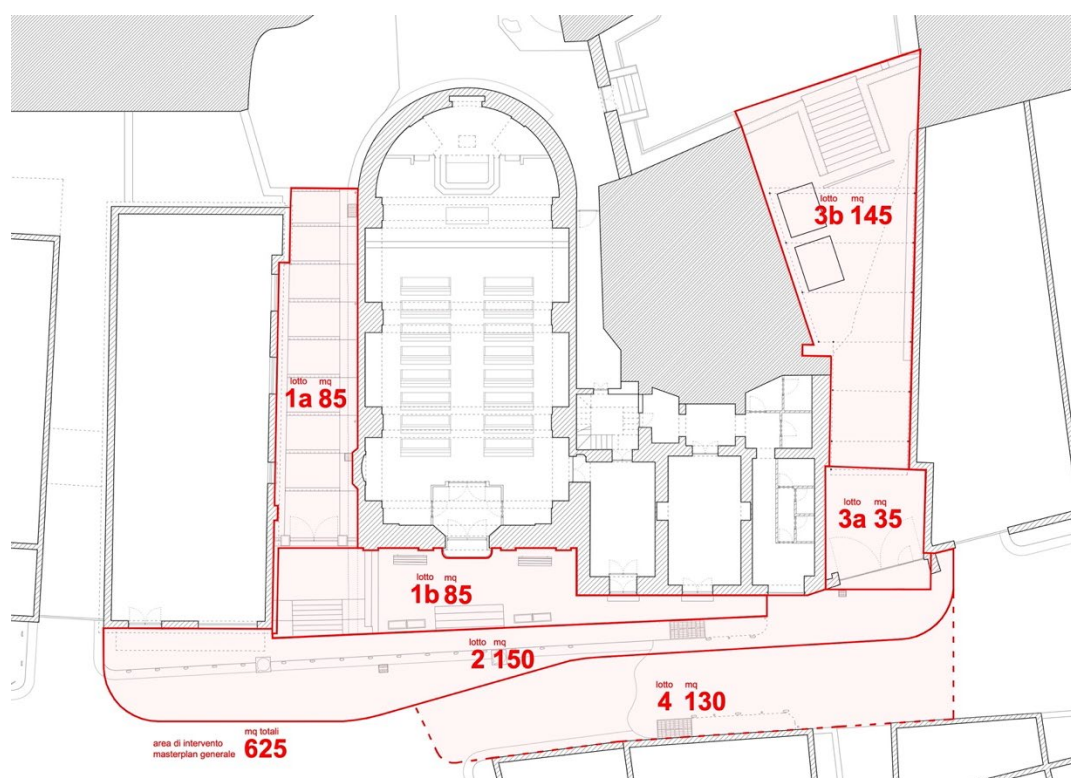 lotto mq
3b 145
lotto mq
1a 85
lotto mq
3a 35
lotto mq
1b 85
lotto mq
2 150
lotto mq
4 130
area di intervento
masterplan generale
mq totali
625